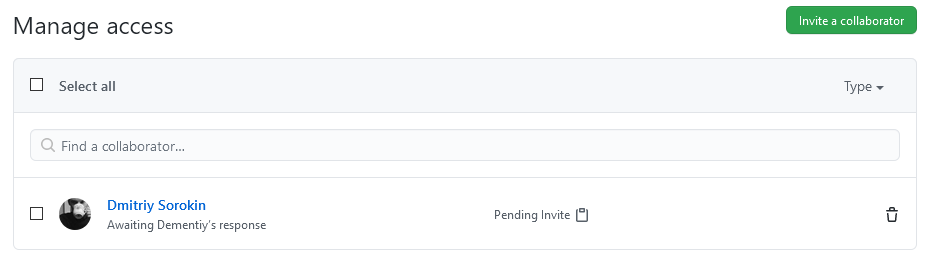 Manage access
Invite a collaborator
Select all
Type
Find a collaborator...
Dmitriy Sorokin
Pending Invite
Awaiting Dementiy's response